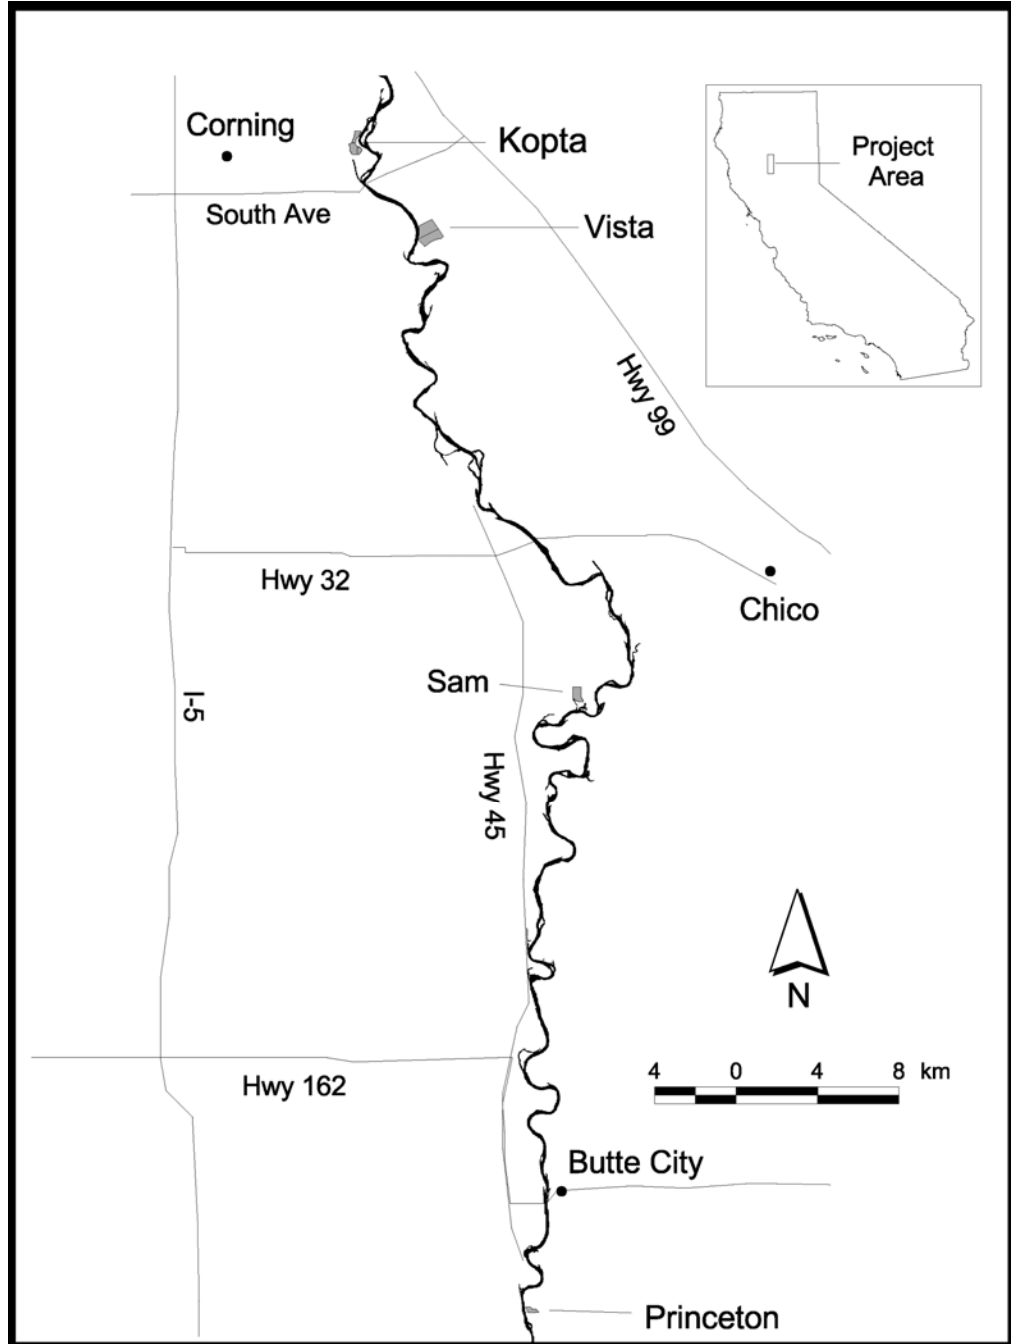 Corning
Kopta
Project
Area
South Ave
Vista
Hwy 99
Hwy 32
Chico
Sam
I-5
Hwy 45
N
4 0 4 8 km
Hwy 162
Butte City
Princeton